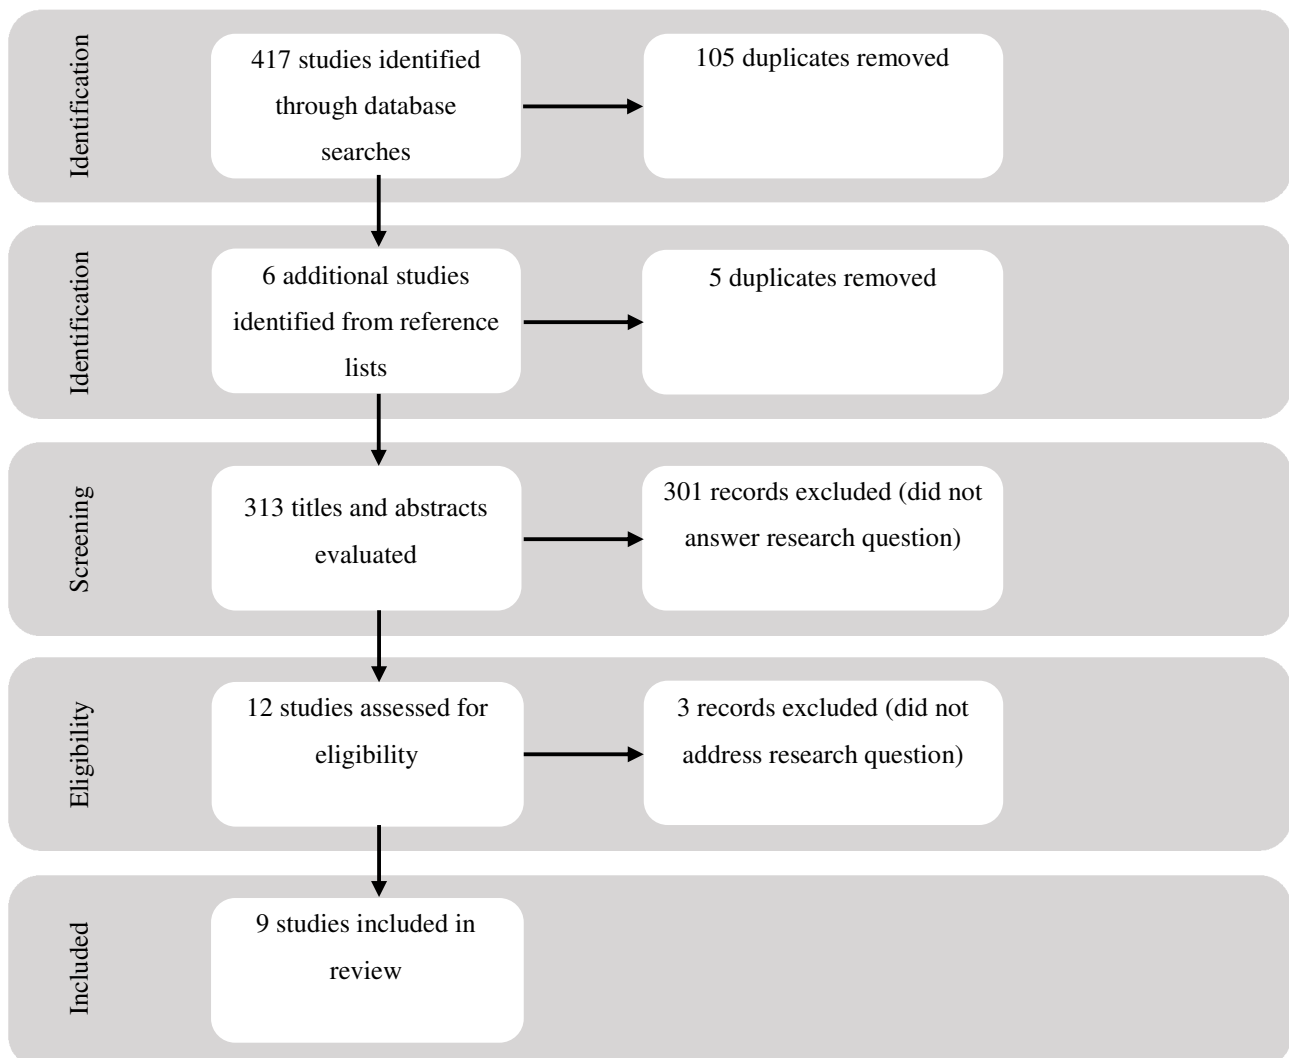 Identification
417 studies identified
through database
searches
105 duplicates removed
Identification
6 additional studies
identified from reference
lists
5 duplicates removed
Screening
313 titles and abstracts
evaluated
301 records excluded (did not
answer research question)
Eligibility
12 studies assessed for
eligibility
3 records excluded (did not
address research question)
Included
9 studies included in
review